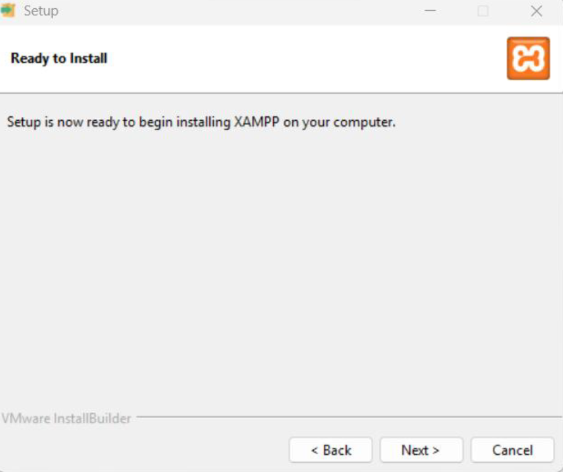 Setup
Ready to Install
Setup is now ready to begin installing XAMPP on your computer.
VMware InstallBuilder
< Back Next > Cancel